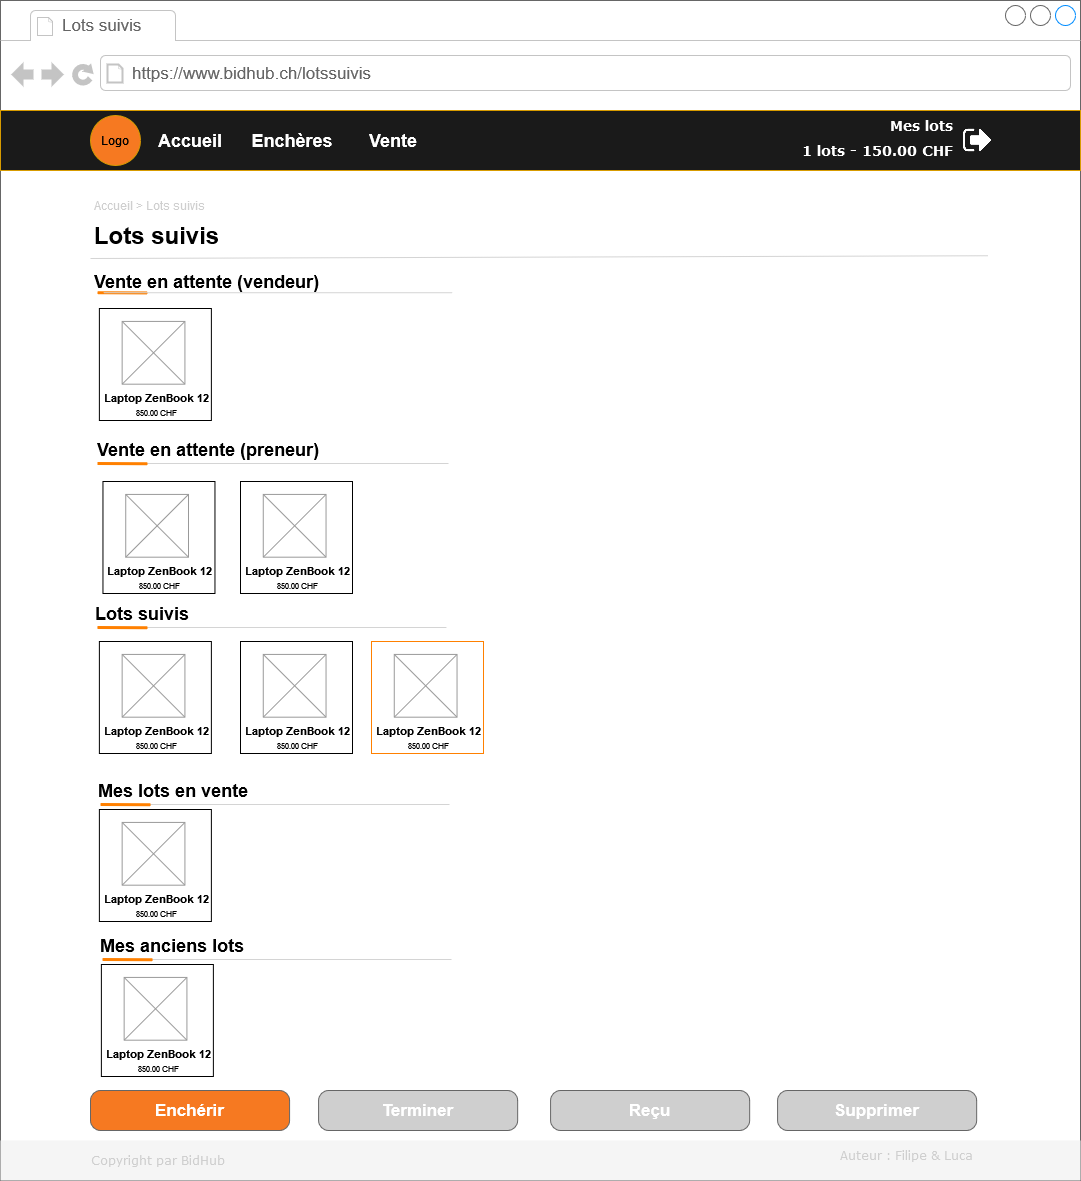 Lots suivis
https://www.bidhub.ch/lotssuivis
Logo
Accueil
Enchères
Vente
Mes lots
1 lots - 150.00 CHF
Accueil > Lots suivis
Lots suivis
Vente en attente (vendeur)
Laptop ZenBook 12
850.00 CHF
Vente en attente (preneur)
Laptop ZenBook 12
850.00 CHF
Laptop ZenBook 12
850.00 CHF
Lots suivis
Laptop ZenBook 12
850.00 CHF
Laptop ZenBook 12
850.00 CHF
Laptop ZenBook 12
850.00 CHF
Mes lots en vente
Laptop ZenBook 12
850.00 CHF
Mes anciens lots
Laptop ZenBook 12
850.00 CHF
Enchérir
Terminer
Reçu
Supprimer
Copyright par BidHub
Auteur : Filipe & Luca